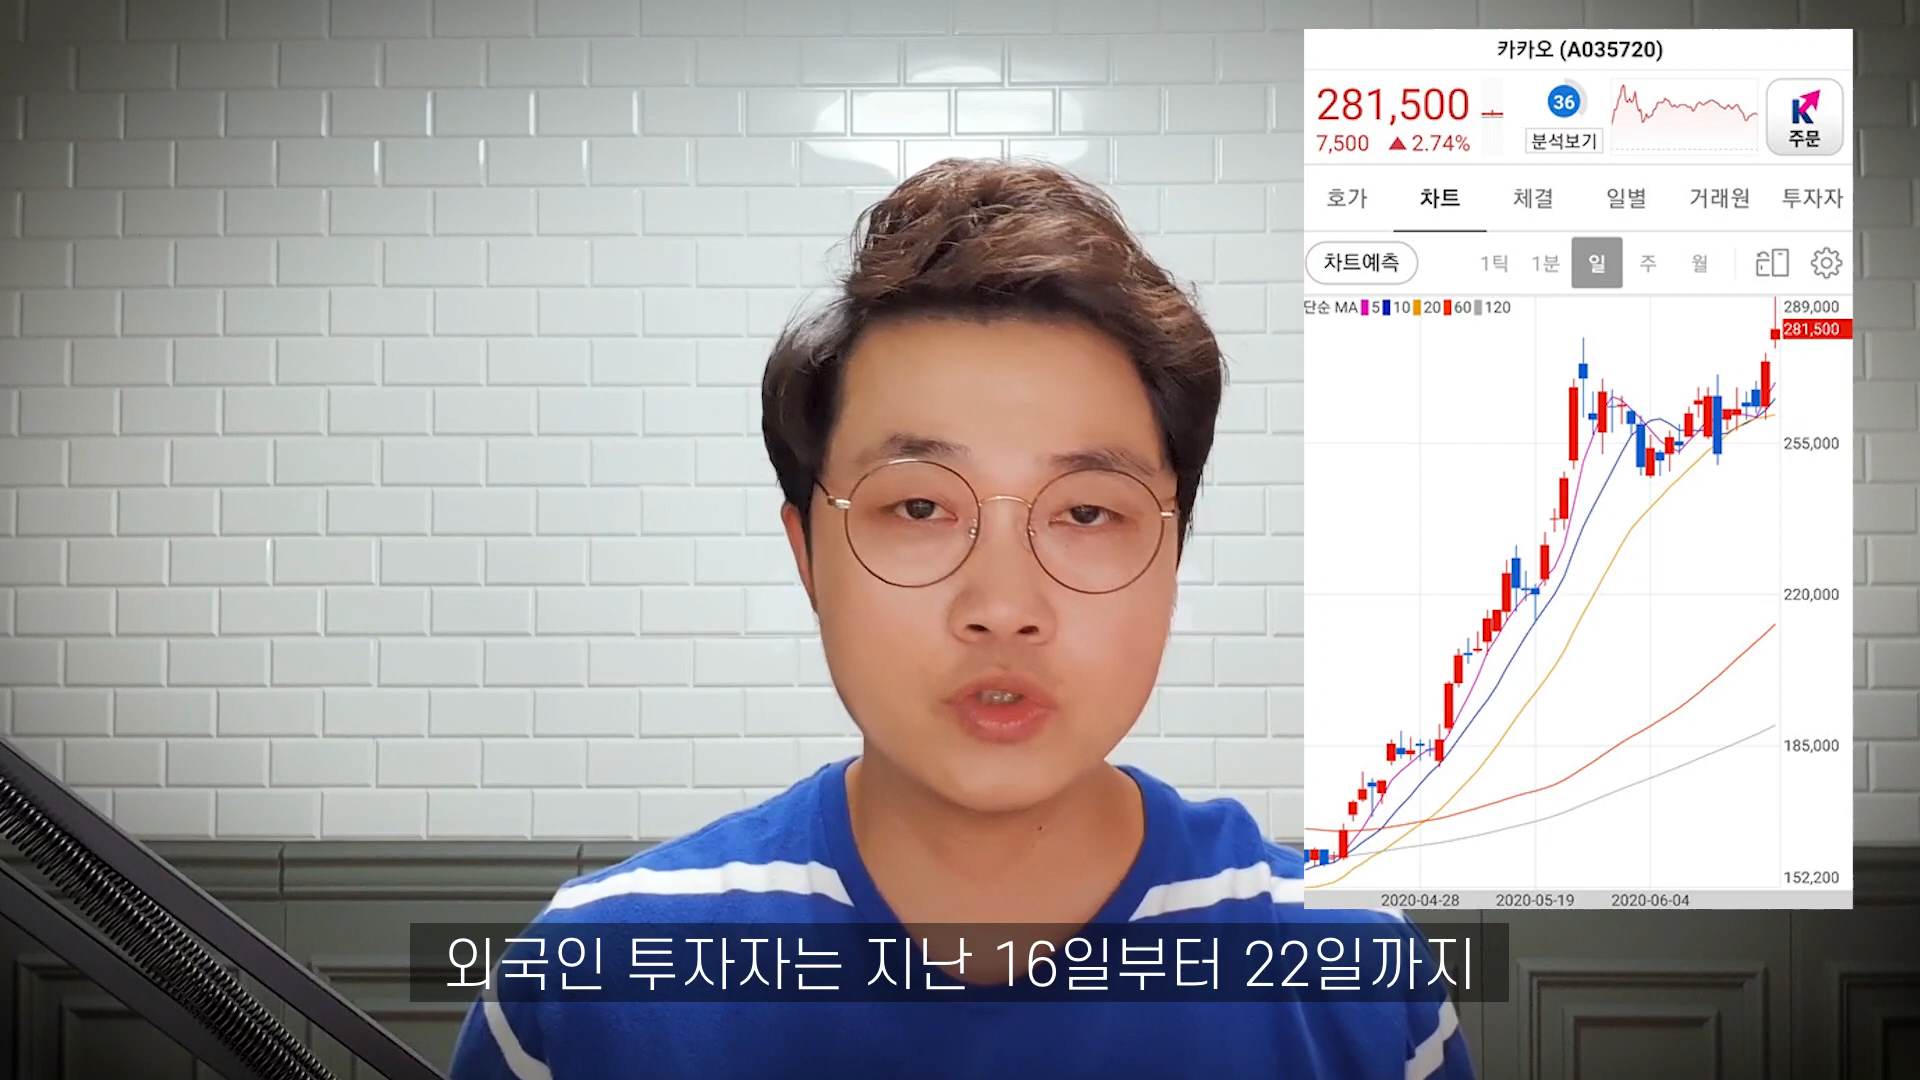 카카오 (A035720)
281,500
7,500 ▲ 2.74%
36
분석보기
주문
호가 차트 체결 일별 거래원 투자자
차트예측 1틱 1분 일 주 월
단순 MA 5 10 20 60 120
289,000
281,500
255,000
220,000
185,000
152,200
2020-04-28 2020-05-19 2020-06-04
외국인 투자자는 지난 16일부터 22일까지